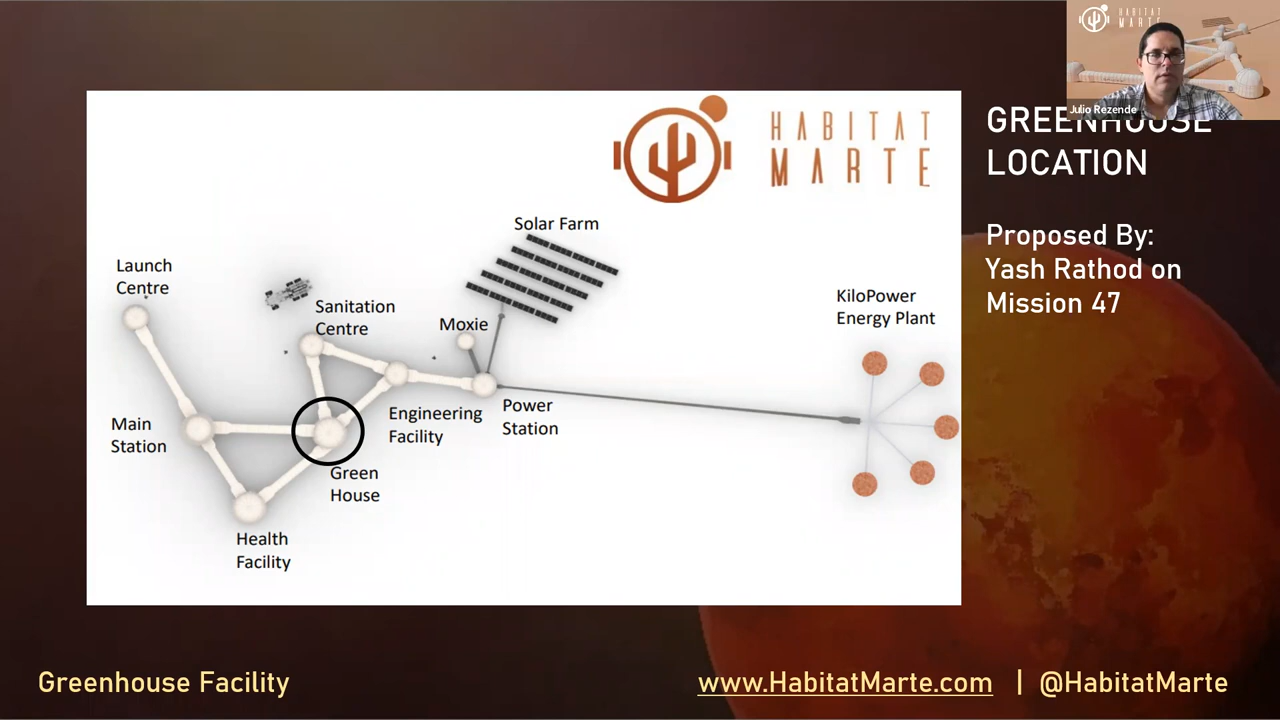 HABITAT
MARTE
Julio Rezende
GREENHOUSE
LOCATION
Proposed By:
Yash Rathod on
Mission 47
HABITAT
MARTE
Solar Farm
Launch
Centre
Sanitation
Centre
Moxie
KiloPower
Energy Plant
Main
Station
Engineering
Facility
Power
Station
Green
House
Health
Facility
Greenhouse Facility
www.HabitatMarte.com | @HabitatMarte